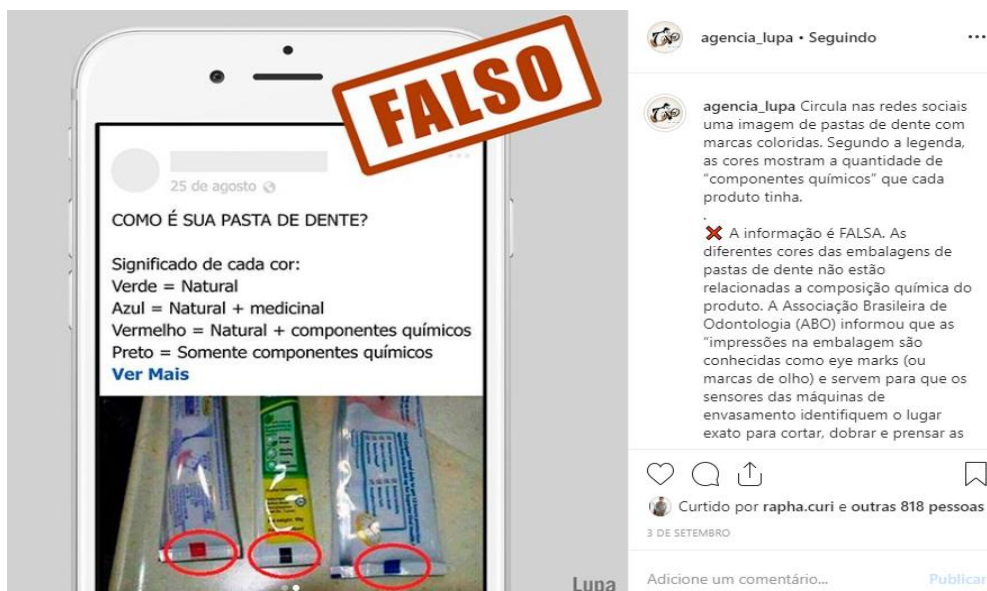 FALSO
25 de agosto
COMO É SUA PASTA DE DENTE?
Significado de cada cor:
Verde = Natural
Azul = Natural + medicinal
Vermelho = Natural + componentes químicos
Preto = Somente componentes químicos
Ver Mais
Lupa
agencia_lupa • Seguindo
agencia_lupa Circula nas redes sociais
uma imagem de pastas de dente com
marcas coloridas. Segundo a legenda,
as cores mostram a quantidade de
“componentes químicos” que cada
produto tinha.
.
❌ A informação é FALSA. As
diferentes cores das embalagens de
pastas de dente não estão
relacionadas a composição química do
produto. A Associação Brasileira de
Odontologia (ABO) informou que as
“impressões na embalagem são
conhecidas como eye marks (ou
marcas de olho) e servem para que os
sensores das máquinas de
envasamento identifiquem o lugar
exato para cortar, dobrar e prensar as
Curtido por rapha.curi e outras 818 pessoas
3 DE SETEMBRO
Adicione um comentário... Publicar